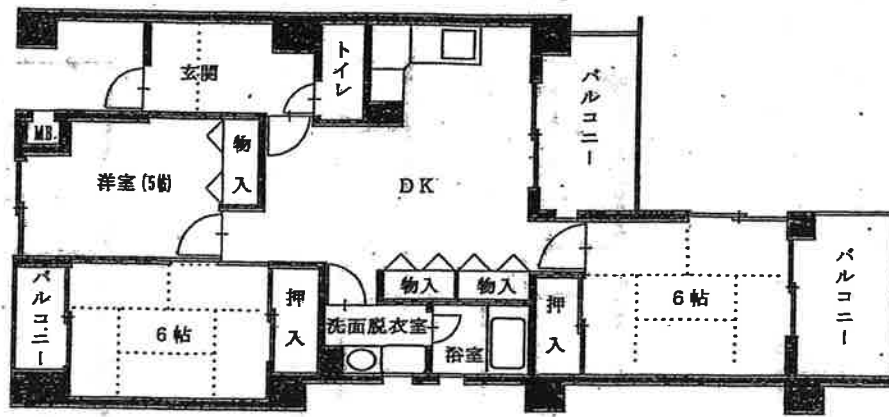 玄関
トイレ
バルコニー
M.B.
洋室(5帖)
物入
DK
バルコニー
6帖
押入
洗面脱衣室
物入
物入
浴室
押入
6帖
バルコニー